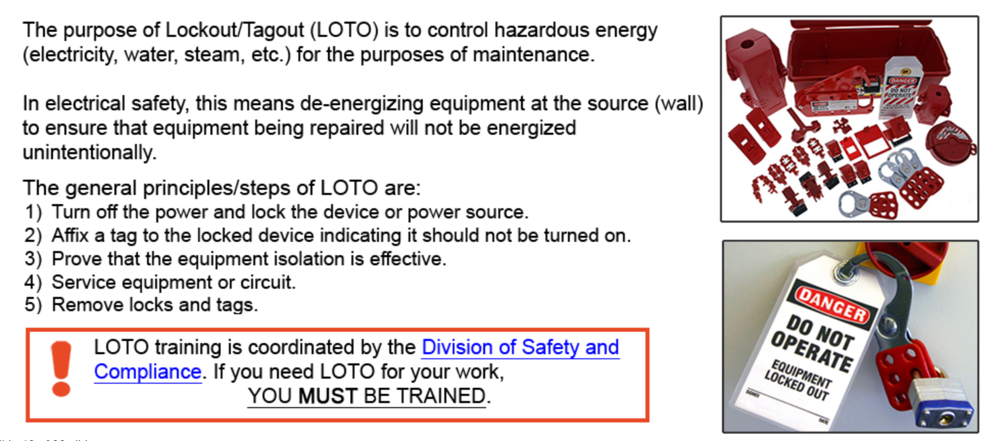 The purpose of Lockout/Tagout (LOTO) is to control hazardous energy
(electricity, water, steam, etc.) for the purposes of maintenance.
In electrical safety, this means de-energizing equipment at the source (wall)
to ensure that equipment being repaired will not be energized
unintentionally.
The general principles/steps of LOTO are:
1) Turn off the power and lock the device or power source.
2) Affix a tag to the locked device indicating it should not be turned on.
3) Prove that the equipment isolation is effective.
4) Service equipment or circuit.
5) Remove locks and tags.
LOTO training is coordinated by the Division of Safety and
Compliance. If you need LOTO for your work,
YOU MUST BE TRAINED.
DANGER
DO NOT
OPERATE
DANGER
DO NOT
OPERATE
EQUIPMENT
LOCKED OUT
SIGNED
DATE